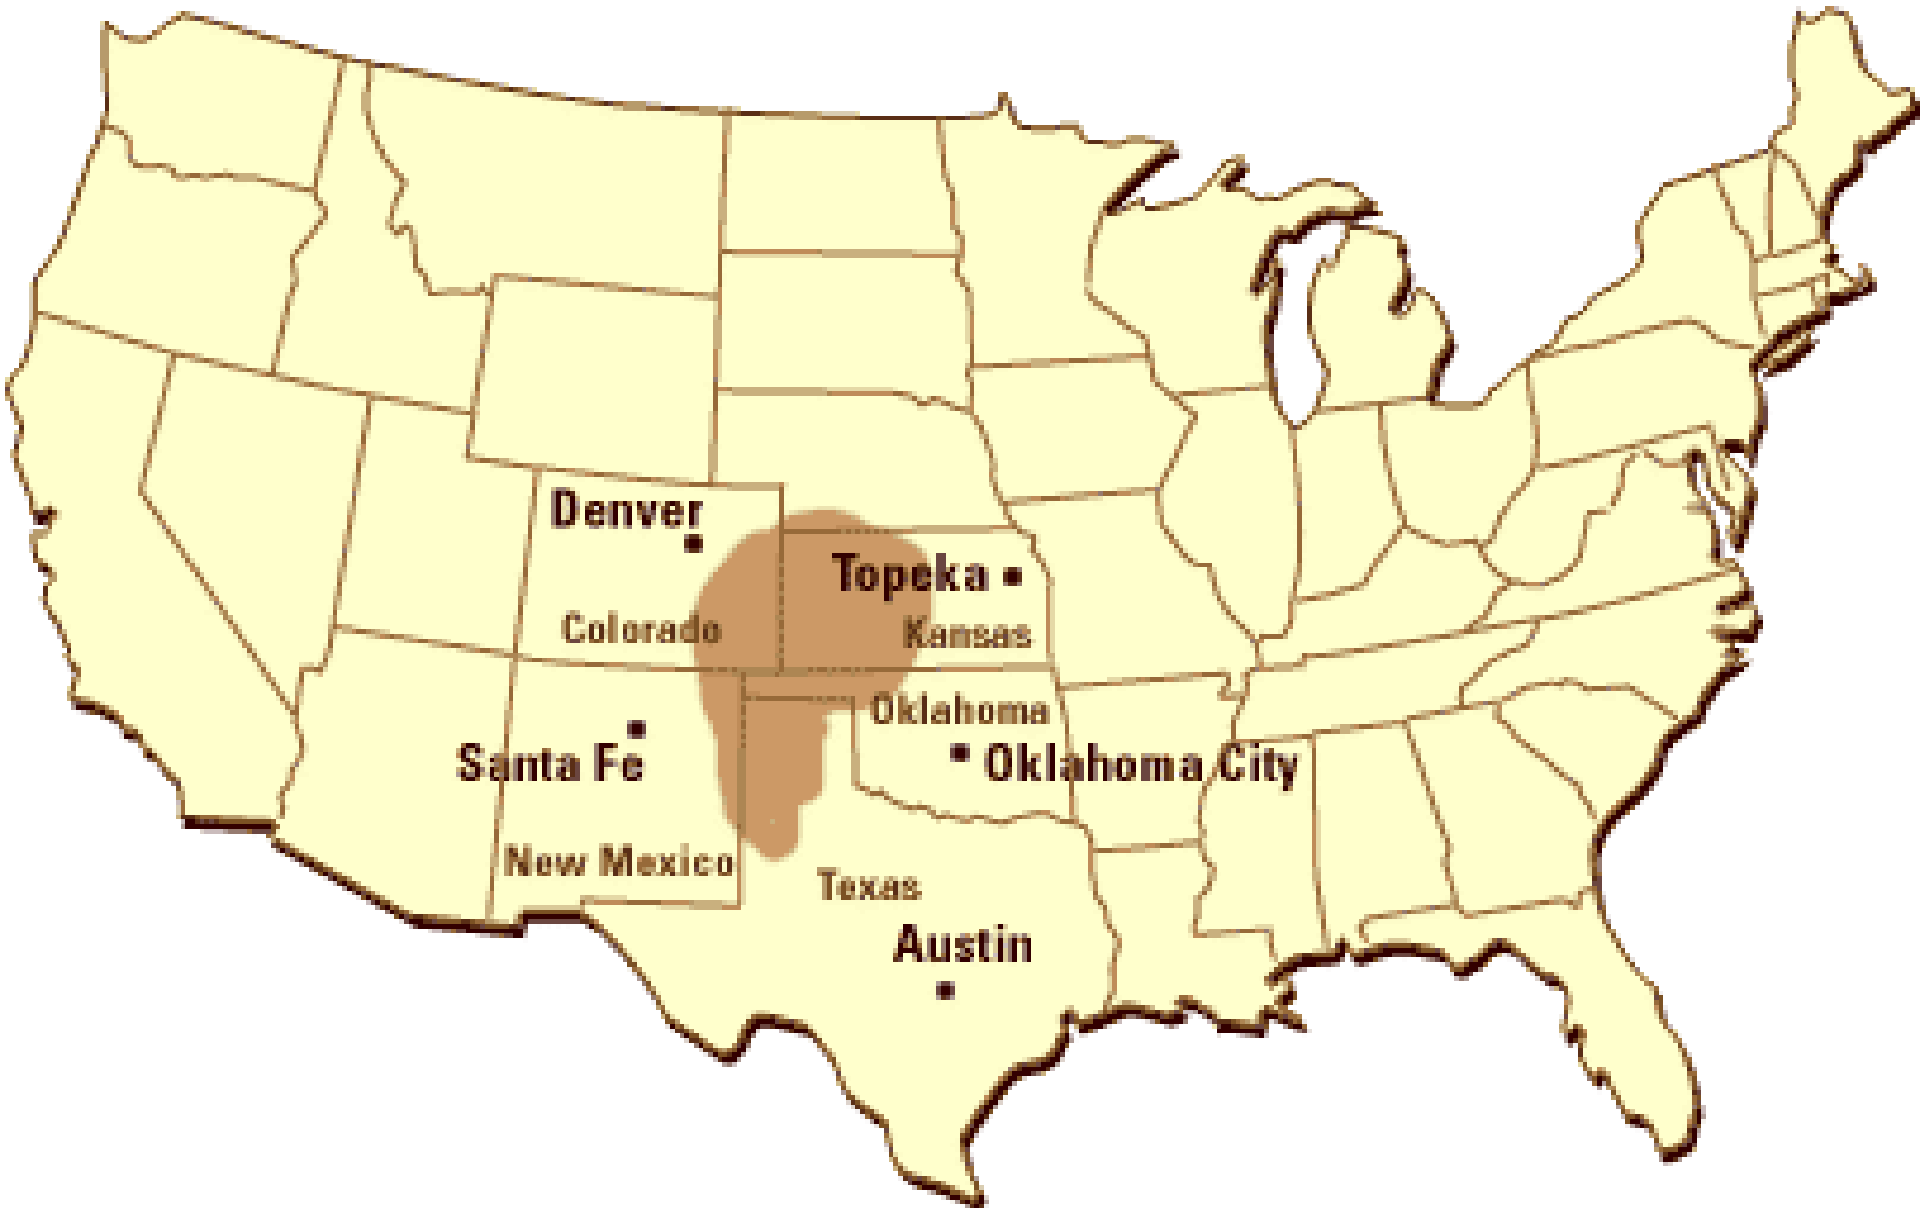 Denver
Topeka
Colorado
Kansas
Oklahoma
Santa Fe
Oklahoma City
New Mexico
Texas
Austin